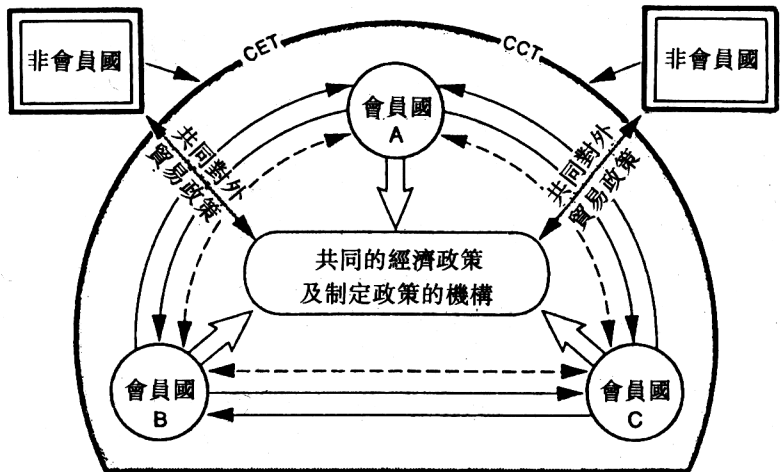 非會員國
CET
CCT
非會員國
會員國
A
共同對外
貿易政策
共同對外
貿易政策
共同的經濟政策
及制定政策的機構
會員國
B
會員國
C